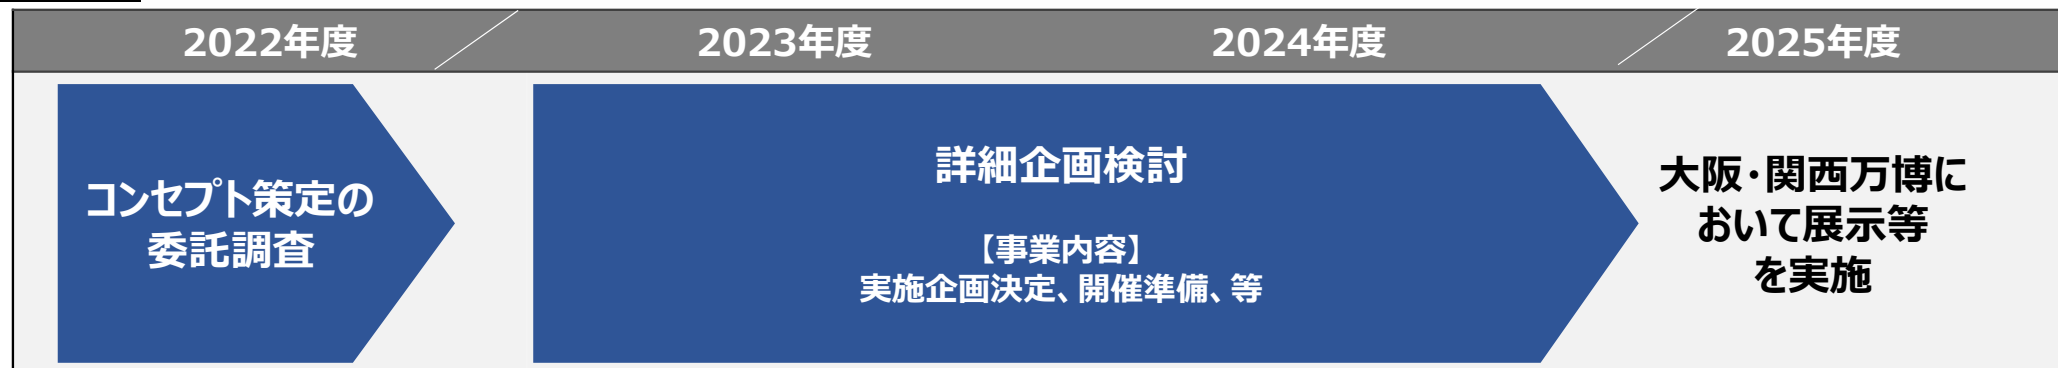 2022年度
2023年度
2024年度
2025年度
コンセプト策定の
委託調査
詳細企画検討
【事業内容】
実施企画決定、開催準備、等
大阪・関西万博に
おいて展示等
を実施